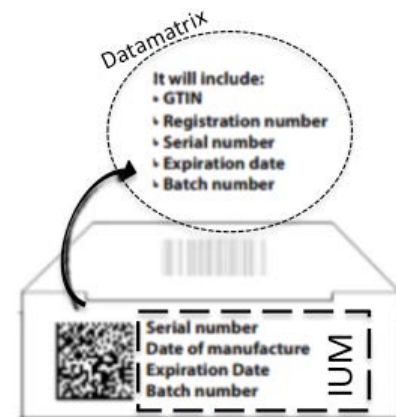 Datamatrix
It will include:
GTIN
Registration number
Serial number
Expiration date
Batch number
Serial number
Date of manufacture
Expiration Date
Batch number
IUM